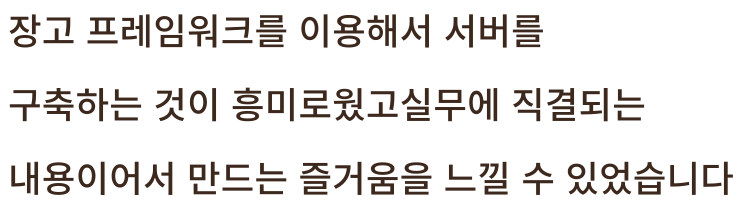 장고 프레임워크를 이용해서 서버를
구축하는 것이 흥미로웠고실무에 직결되는
내용이어서 만드는 즐거움을 느낄 수 있었습니다